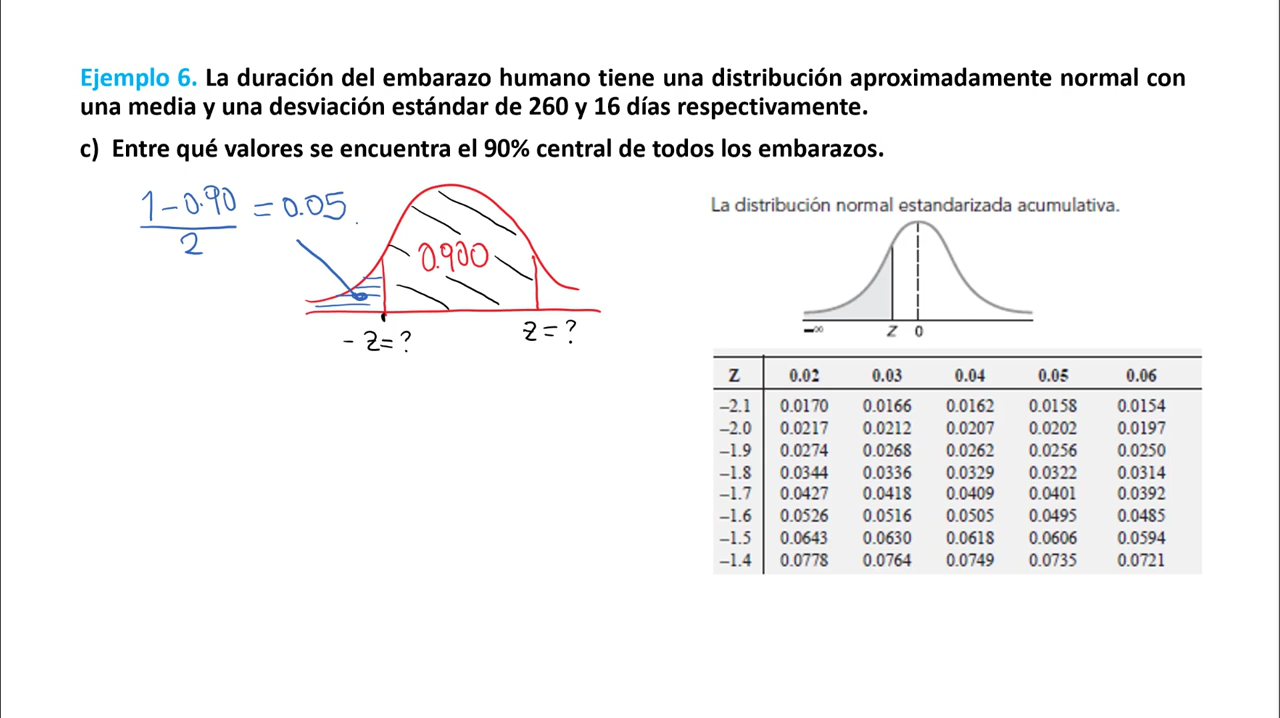 Ejemplo 6. La duración del embarazo humano tiene una distribución aproximadamente normal con
una media y una desviación estándar de 260 y 16 días respectivamente.
c) Entre qué valores se encuentra el 90% central de todos los embarazos.
1-0.90 = 0.05
2
0.900
-Z=?
Z=?
La distribución normal estandarizada acumulativa.
-∞ Z 0
Z 0.02 0.03 0.04 0.05 0.06
–2.1 0.0170 0.0166 0.0162 0.0158 0.0154
–2.0 0.0217 0.0212 0.0207 0.0202 0.0197
–1.9 0.0274 0.0268 0.0262 0.0256 0.0250
–1.8 0.0344 0.0336 0.0329 0.0322 0.0314
–1.7 0.0427 0.0418 0.0409 0.0401 0.0392
–1.6 0.0526 0.0516 0.0505 0.0495 0.0485
–1.5 0.0643 0.0630 0.0618 0.0606 0.0594
–1.4 0.0778 0.0764 0.0749 0.0735 0.0721